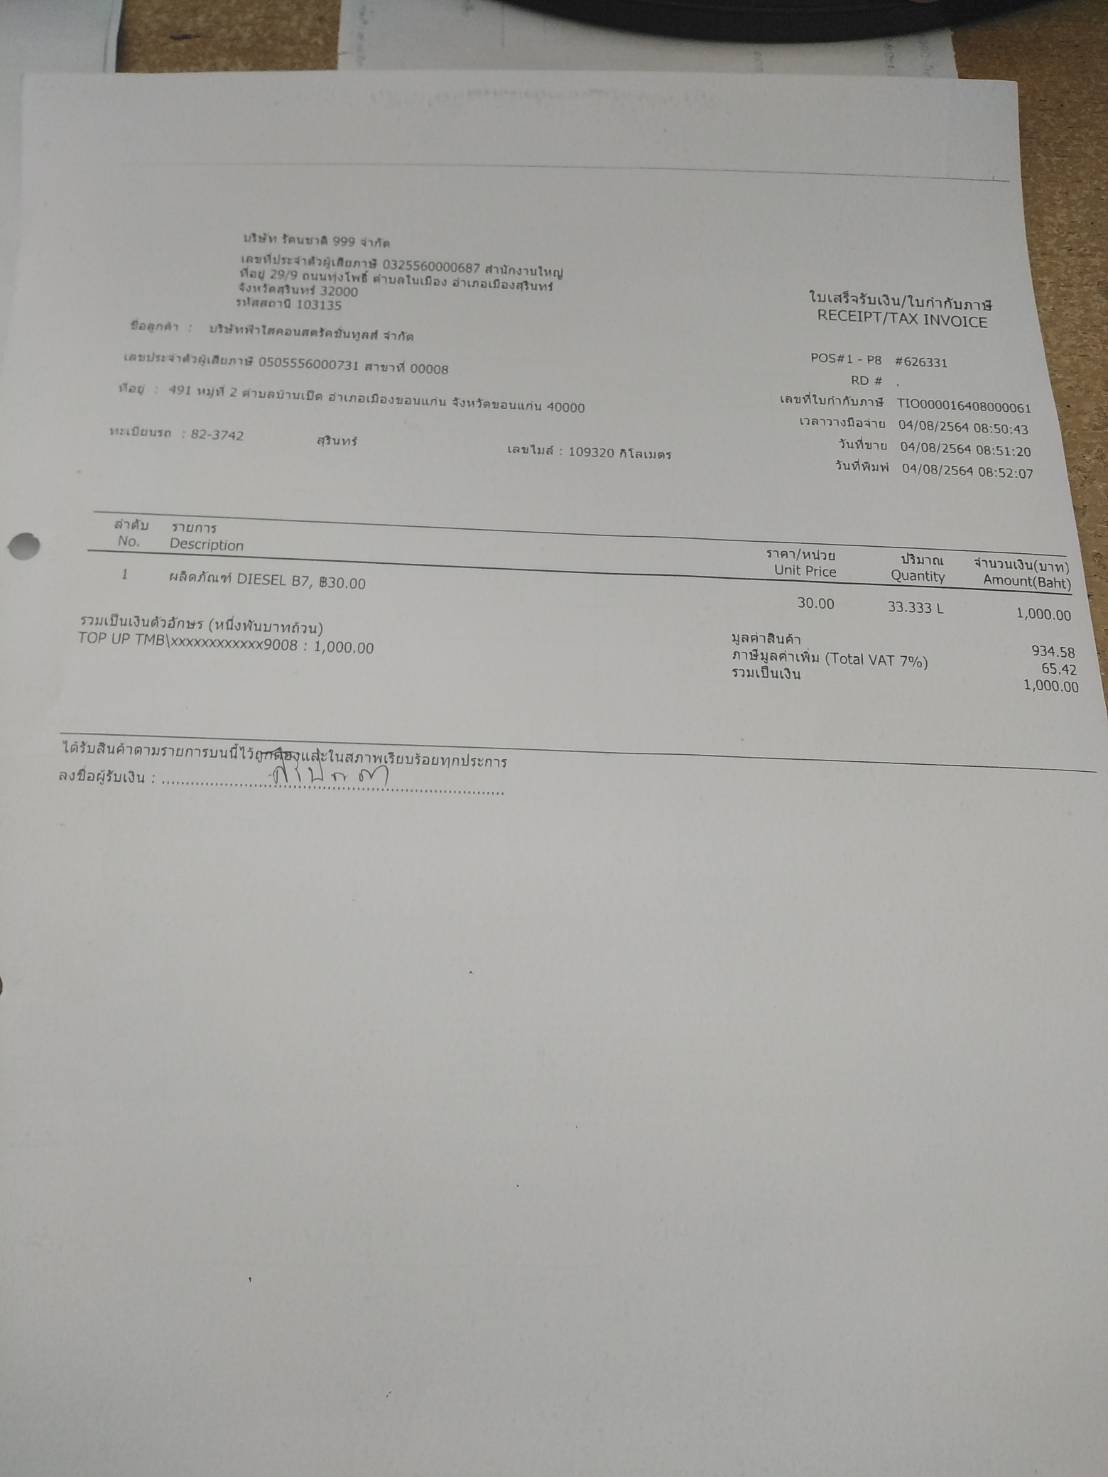 บริษัท รัตนชาติ 999 จำกัด
เลขที่ประจำตัวผู้เสียภาษี 0325560000687 สำนักงานใหญ่
ที่อยู่ 29/9 ถนนทุ่งโพธิ์ ตำบลในเมือง อำเภอเมืองสุรินทร์
จังหวัดสุรินทร์ 32000
รหัสสถานี 103135
ใบเสร็จรับเงิน/ใบกำกับภาษี
RECEIPT/TAX INVOICE
ชื่อลูกค้า : บริษัทฟ้าใสคอนสตรัคชั่นทูลส์ จำกัด
เลขประจำตัวผู้เสียภาษี 0505556000731 สาขาที่ 00008
ที่อยู่ : 491 หมู่ที่ 2 ตำบลบ้านเป็ด อำเภอเมืองขอนแก่น จังหวัดขอนแก่น 40000
ทะเบียนรถ : 82-3742 สุรินทร์ เลขไมล์ : 109320 กิโลเมตร
POS#1 - P8 #626331
RD # .
เลขที่ใบกำกับภาษี TIO000016408000061
เวลาวางมือจ่าย 04/08/2564 08:50:43
วันที่ขาย 04/08/2564 08:51:20
วันที่พิมพ์ 04/08/2564 08:52:07
ลำดับ รายการ ราคา/หน่วย ปริมาณ จำนวนเงิน(บาท)
No. Description Unit Price Quantity Amount(Baht)
1 ผลิตภัณฑ์ DIESEL B7, ฿30.00 30.00 33.333 L 1,000.00
รวมเป็นเงินตัวอักษร (หนึ่งพันบาทถ้วน)
TOP UP TMB\xxxxxxxxxxxx9008 : 1,000.00
มูลค่าสินค้า 934.58
ภาษีมูลค่าเพิ่ม (Total VAT 7%) 65.42
รวมเป็นเงิน 1,000.00
ได้รับสินค้าตามรายการบนนี้ไว้ถูกต้องและในสภาพเรียบร้อยทุกประการ
ลงชื่อผู้รับเงิน :